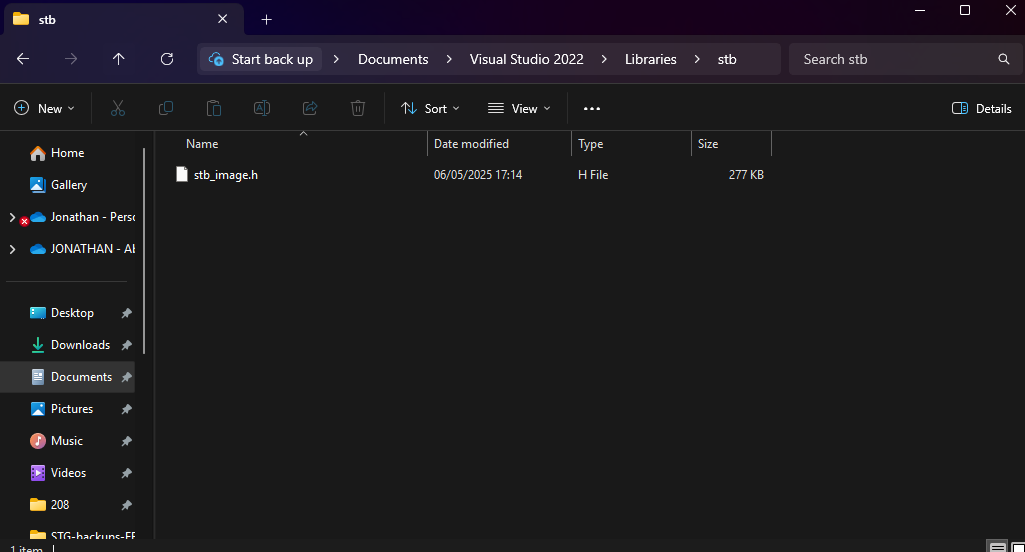 stb
Start back up > Documents > Visual Studio 2022 > Libraries > stb
Search stb
New
Sort
View
Details
Home
Gallery
Jonathan - Perso
JONATHAN - Al
Desktop
Downloads
Documents
Pictures
Music
Videos
208
STG-backups-FF
Name Date modified Type Size
stb_image.h 06/05/2025 17:14 H File 277 KB
1 item